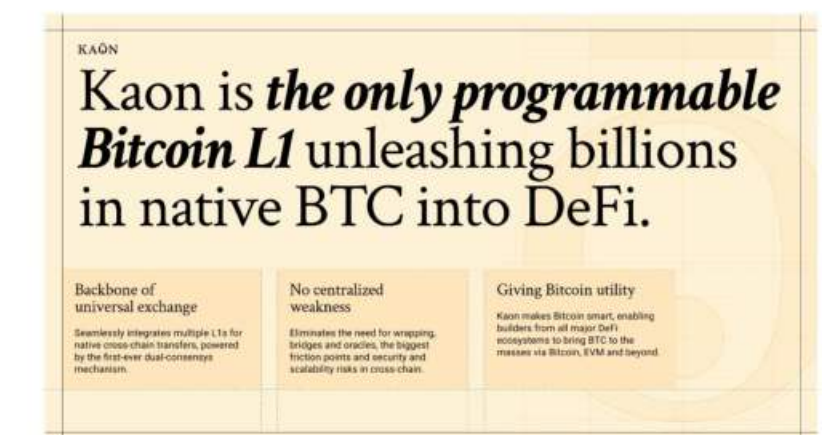 KAŌN
Kaon is the only programmable
Bitcoin L1 unleashing billions
in native BTC into DeFi.
Backbone of
universal exchange
Seamlessly integrates multiple L1s for
native cross-chain transfers, powered
by the first-ever dual-consensys
mechanism.
No centralized
weakness
Eliminates the need for wrapping,
bridges and oracles, the biggest
friction points and security and
scalability risks in cross-chain.
Giving Bitcoin utility
Kaon makes Bitcoin smart, enabling
builders from all major DeFi
ecosystems to bring BTC to the
masses via Bitcoin, EVM and beyond.